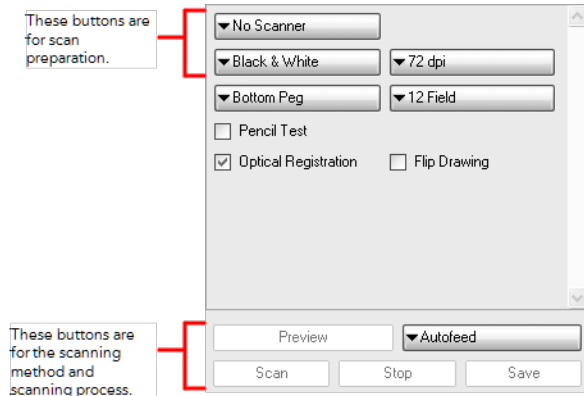 These buttons are
for scan
preparation.
No Scanner
Black & White 72 dpi
Bottom Peg 12 Field
Pencil Test
Optical Registration Flip Drawing
These buttons are
for the scanning
method and
scanning process.
Preview Autofeed
Scan Stop Save